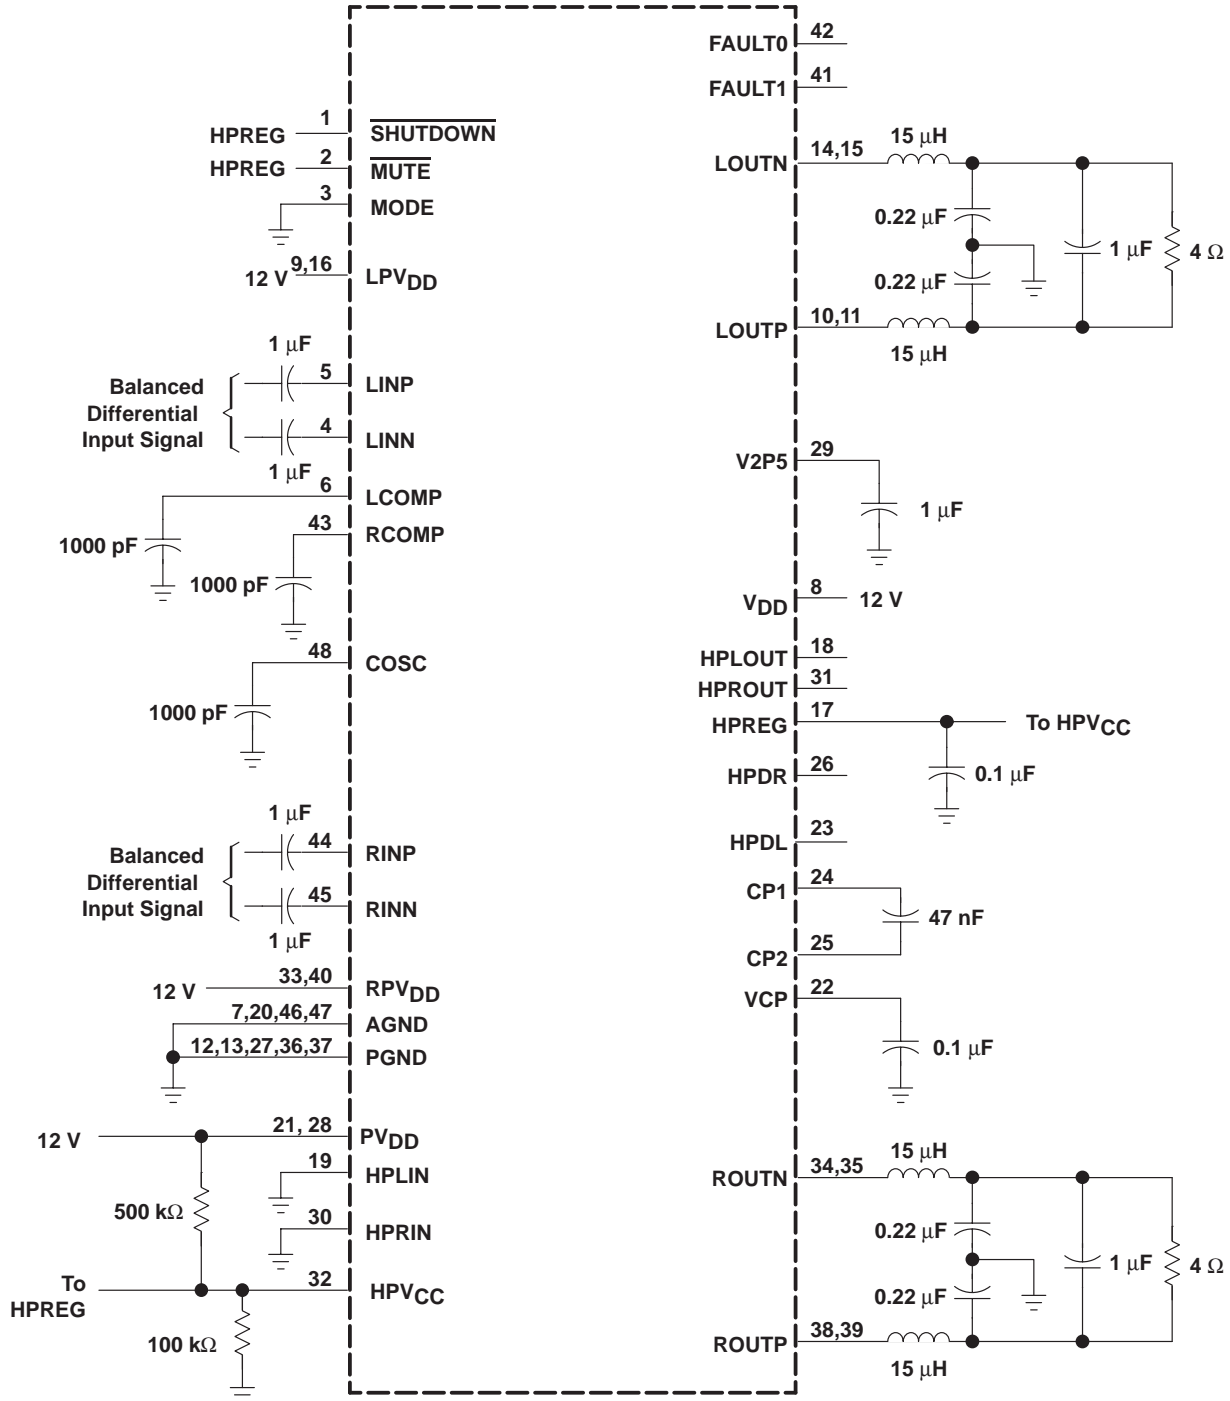 FAULT0 42
FAULT1 41
HPREG 1 SHUTDOWN
HPREG 2 MUTE
3 MODE
12 V 9,16 LPVDD
LOUTN 14,15 15 μH
0.22 μF
0.22 μF
1 μF
4 Ω
LOUTP 10,11
15 μH
1 μF
Balanced
Differential
Input Signal
5 LINP
4 LINN
1 μF
6 LCOMP
1000 pF
43 RCOMP
1000 pF
48 COSC
1000 pF
V2P5 29
1 μF
VDD 8 12 V
HPLOUT 18
HPROUT 31
HPREG 17 To HPVCC
0.1 μF
HPDR 26
HPDL 23
CP1 24
47 nF
CP2 25
VCP 22
0.1 μF
1 μF
Balanced
Differential
Input Signal
44 RINP
45 RINN
1 μF
12 V 33,40 RPVDD
7,20,46,47 AGND
12,13,27,36,37 PGND
12 V 21, 28 PVDD
19 HPLIN
500 kΩ
30 HPRIN
To
HPREG
32 HPVCC
100 kΩ
ROUTN 34,35 15 μH
0.22 μF
0.22 μF
1 μF
4 Ω
ROUTP 38,39
15 μH